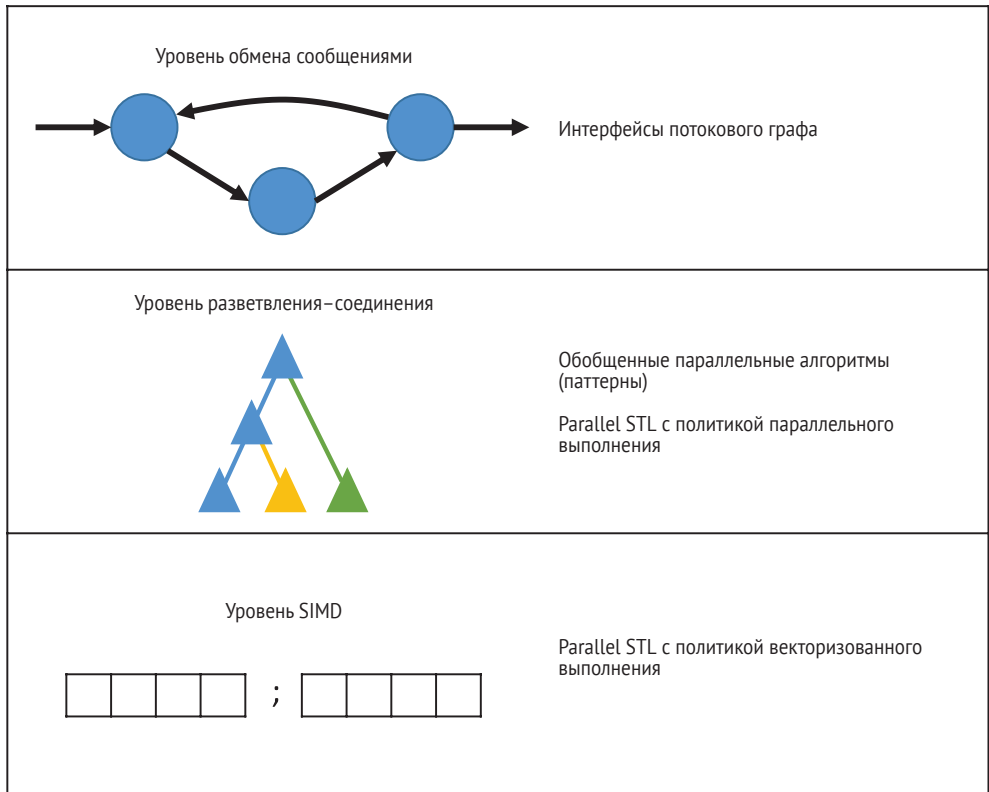 Уровень обмена сообщениями
Интерфейсы потокового графа
Уровень разветвления–соединения
Обобщенные параллельные алгоритмы
(паттерны)
Parallel STL с политикой параллельного
выполнения
Уровень SIMD
Parallel STL с политикой векторизованного
выполнения
;